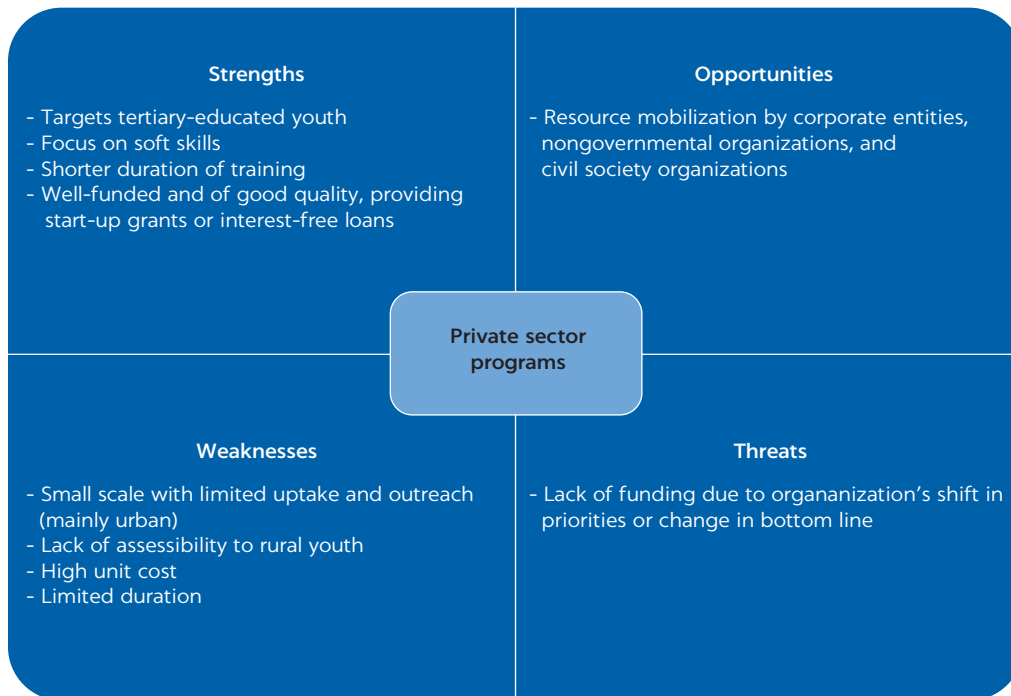 Strengths
- Targets tertiary-educated youth
- Focus on soft skills
- Shorter duration of training
- Well-funded and of good quality, providing
start-up grants or interest-free loans
Opportunities
- Resource mobilization by corporate entities,
nongovernmental organizations, and
civil society organizations
Private sector
programs
Weaknesses
- Small scale with limited uptake and outreach
(mainly urban)
- Lack of assessibility to rural youth
- High unit cost
- Limited duration
Threats
- Lack of funding due to organanization’s shift in
priorities or change in bottom line